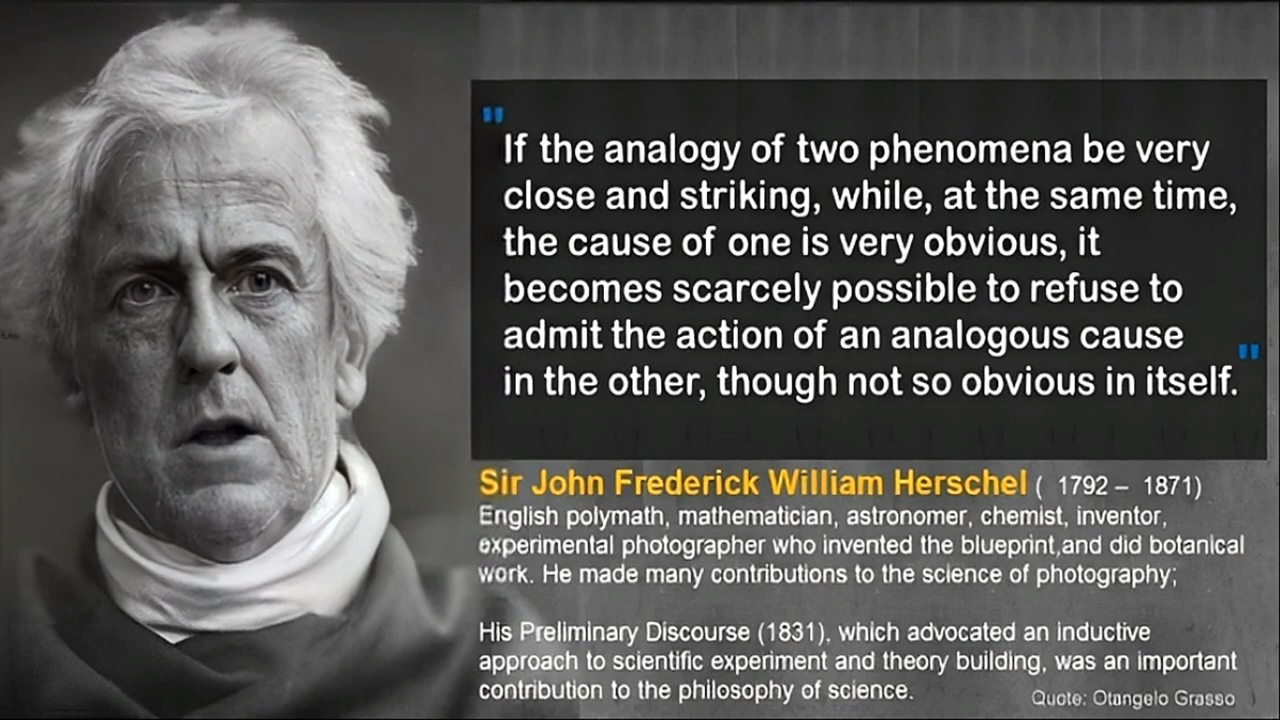 "
If the analogy of two phenomena be very
close and striking, while, at the same time,
the cause of one is very obvious, it
becomes scarcely possible to refuse to
admit the action of an analogous cause
in the other, though not so obvious in itself.
"
Sir John Frederick William Herschel ( 1792 – 1871)
English polymath, mathematician, astronomer, chemist, inventor,
experimental photographer who invented the blueprint,and did botanical
work. He made many contributions to the science of photography;
His Preliminary Discourse (1831), which advocated an inductive
approach to scientific experiment and theory building, was an important
contribution to the philosophy of science.
Quote: Otangelo Grasso